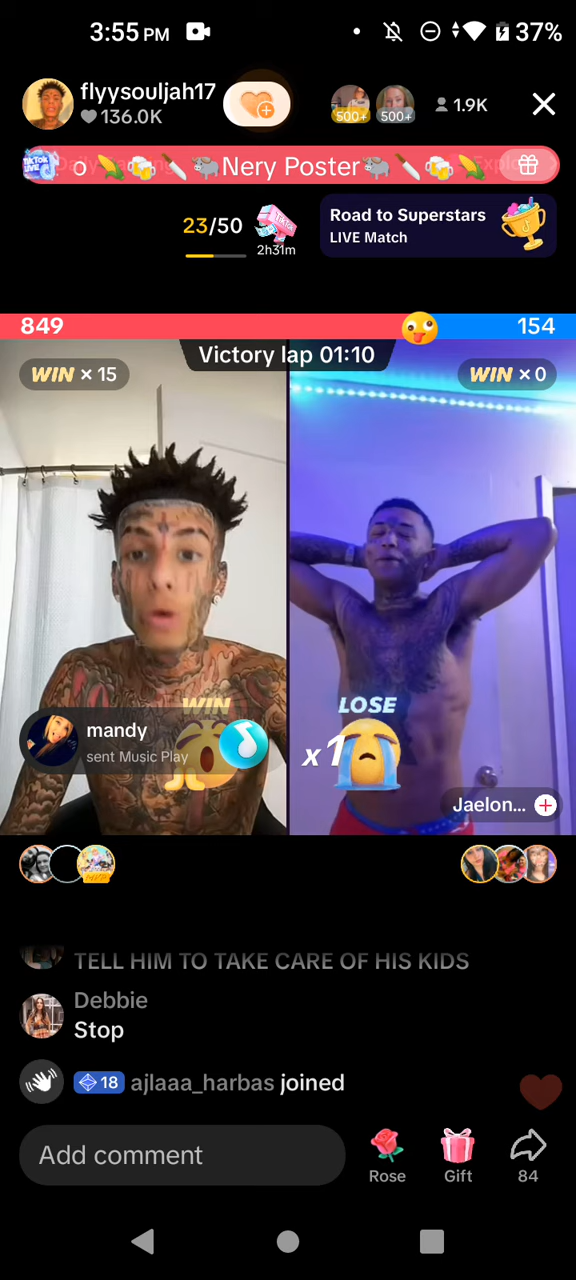 3:55 PM
37%
flyysouljah17
136.0K
500+
500+
1.9K
TikTok LIVE
o 🌽🍻🔪🐃Nery Poster🐃🔪🍻🌽
23/50
2h31m
Road to Superstars
LIVE Match
849
154
Victory lap 01:10
WIN × 15
WIN × 0
WIN
LOSE
x1
mandy
sent Music Play
Jaelon...
TELL HIM TO TAKE CARE OF HIS KIDS
Debbie
Stop
18 ajlaaa_harbas joined
Add comment
Rose
Gift
84